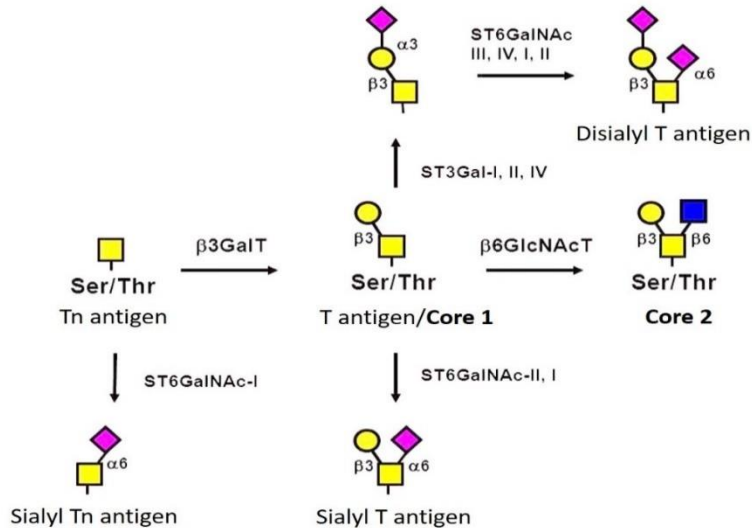 α3
β3
ST6GalNAc
III, IV, I, II
β3
α6
Disialyl T antigen
ST3Gal-I, II, IV
Ser/Thr
Tn antigen
β3GalT
β3
Ser/Thr
T antigen/Core 1
β6GlcNAcT
β3
β6
Ser/Thr
Core 2
ST6GalNAc-I
ST6GalNAc-II, I
α6
Sialyl Tn antigen
β3
α6
Sialyl T antigen